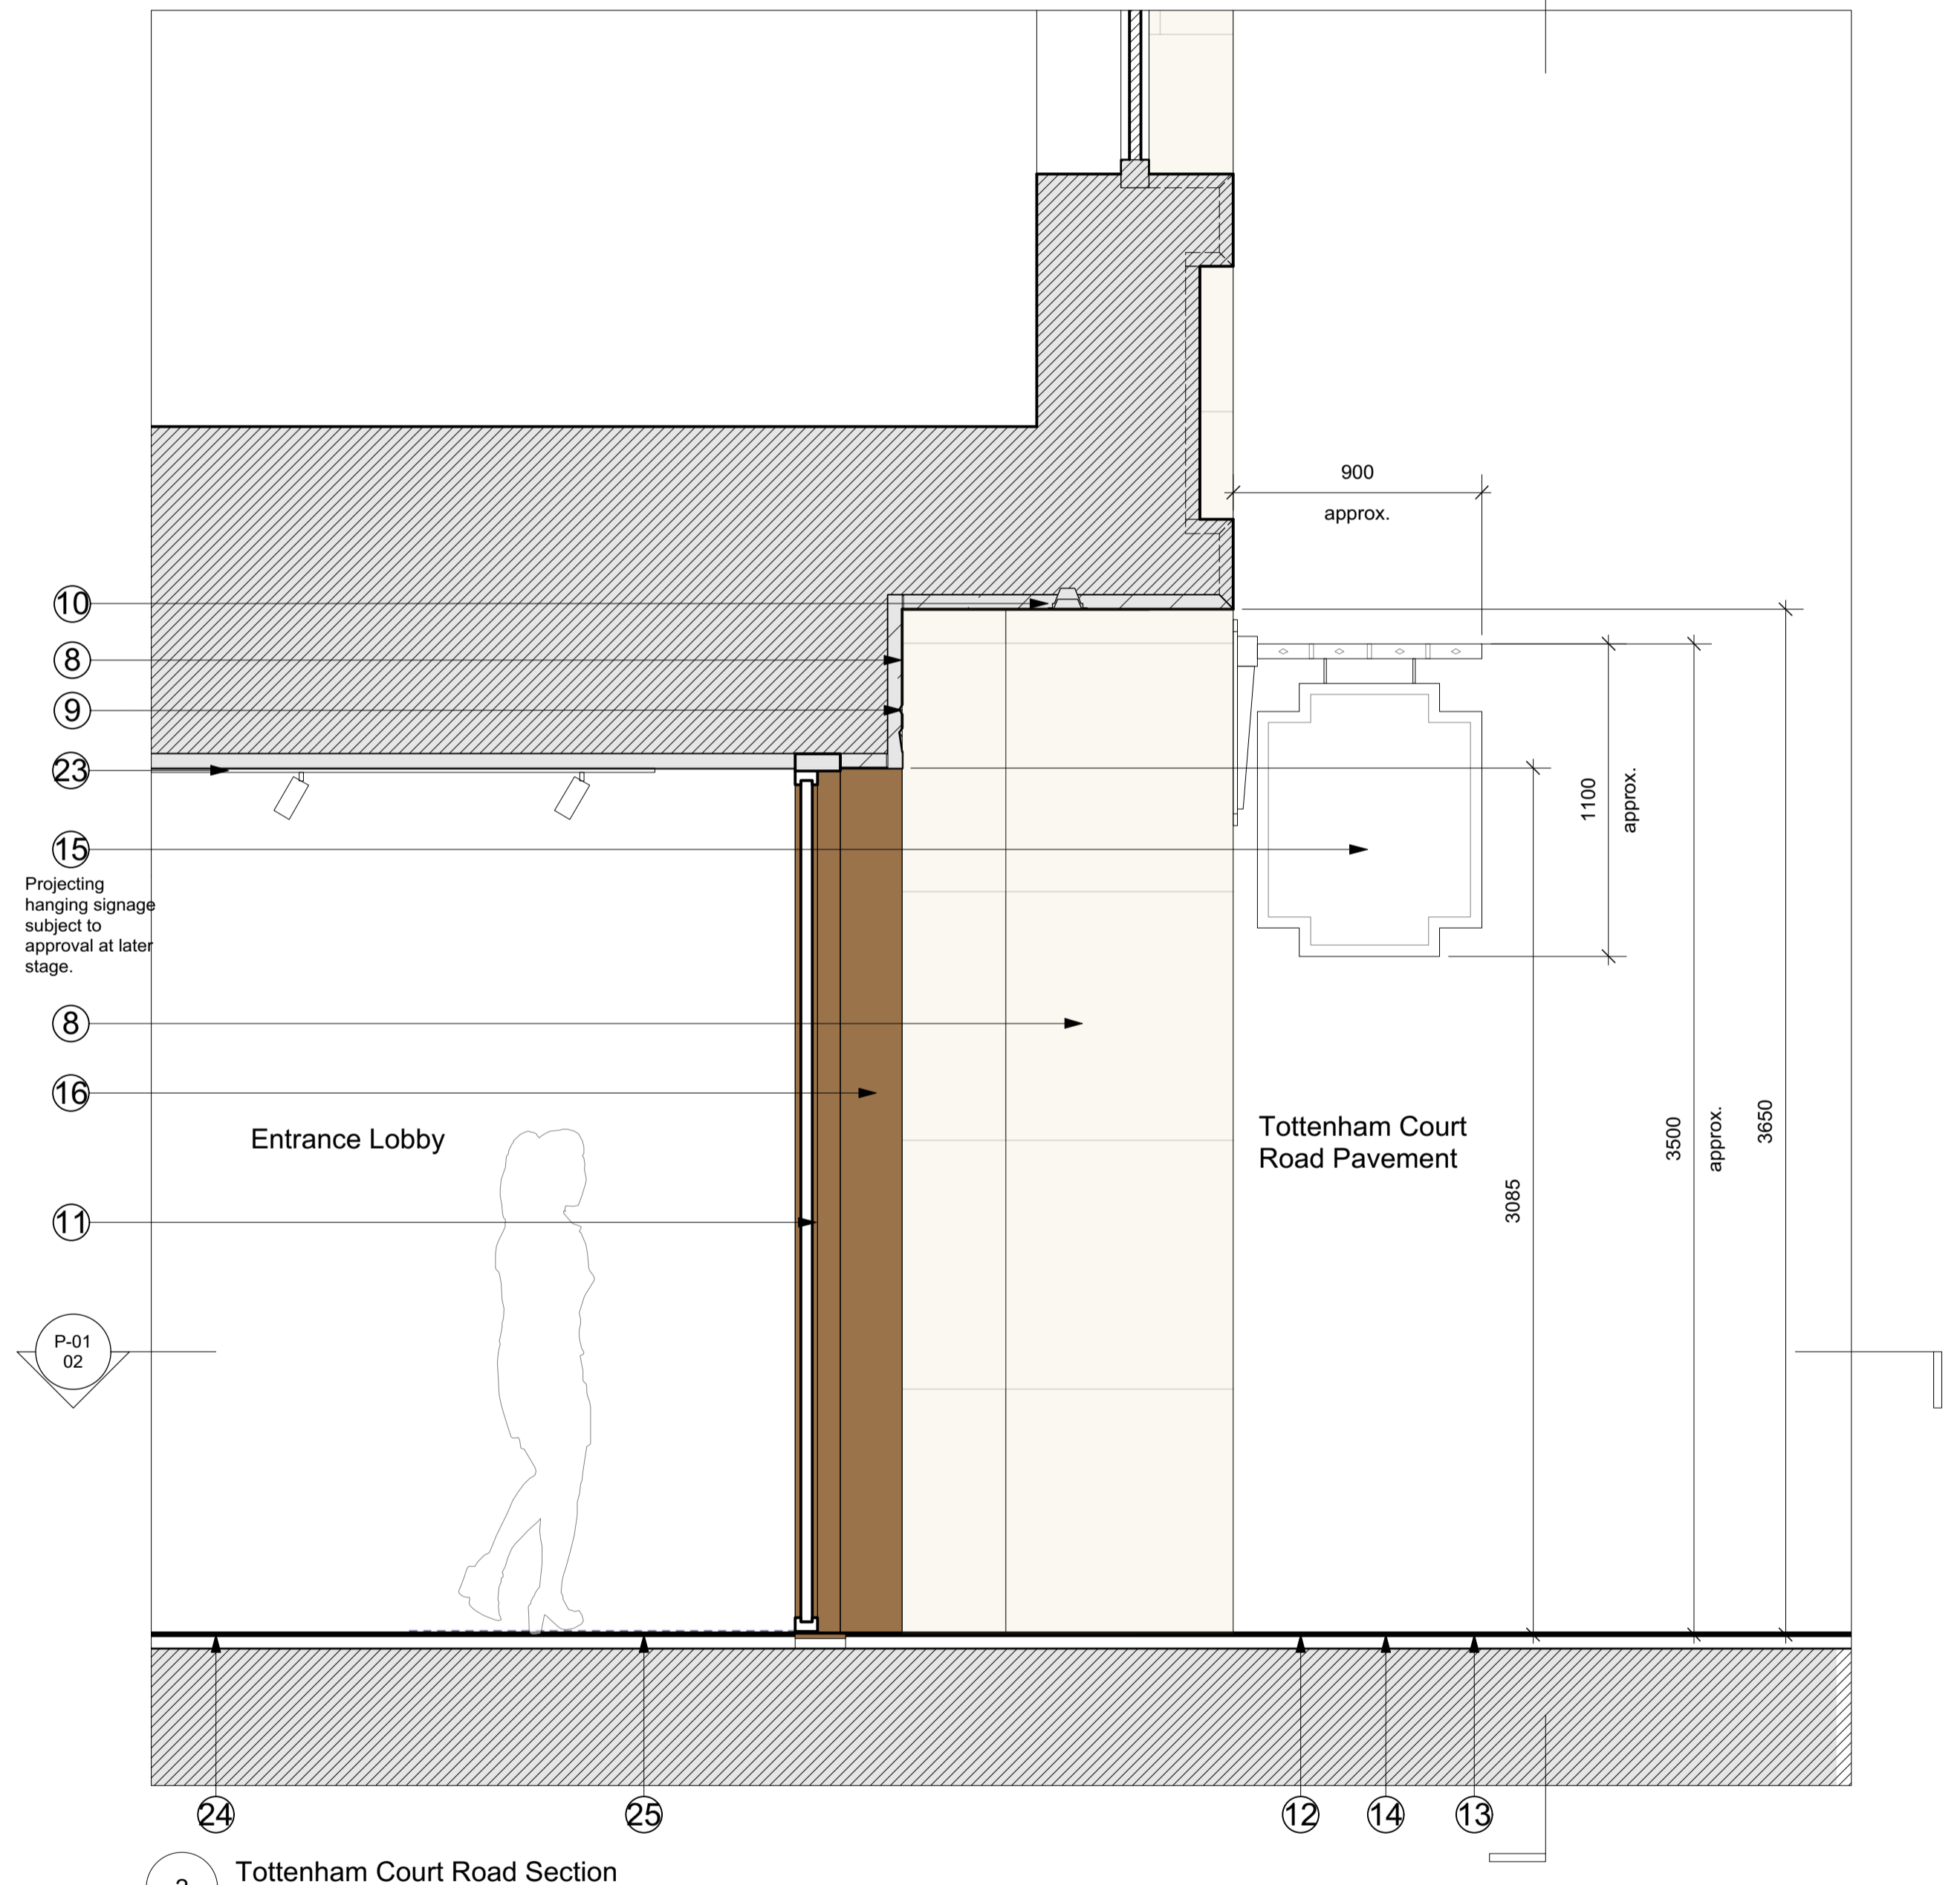 900
approx.
10
8
9
23
15
Projecting
hanging signage
subject to
approval at later
stage.
1100
approx.
8
16
Entrance Lobby
Tottenham Court
Road Pavement
3085
3500
approx.
3650
11
P-01
02
24
25
12
14
13
Tottenham Court Road Section